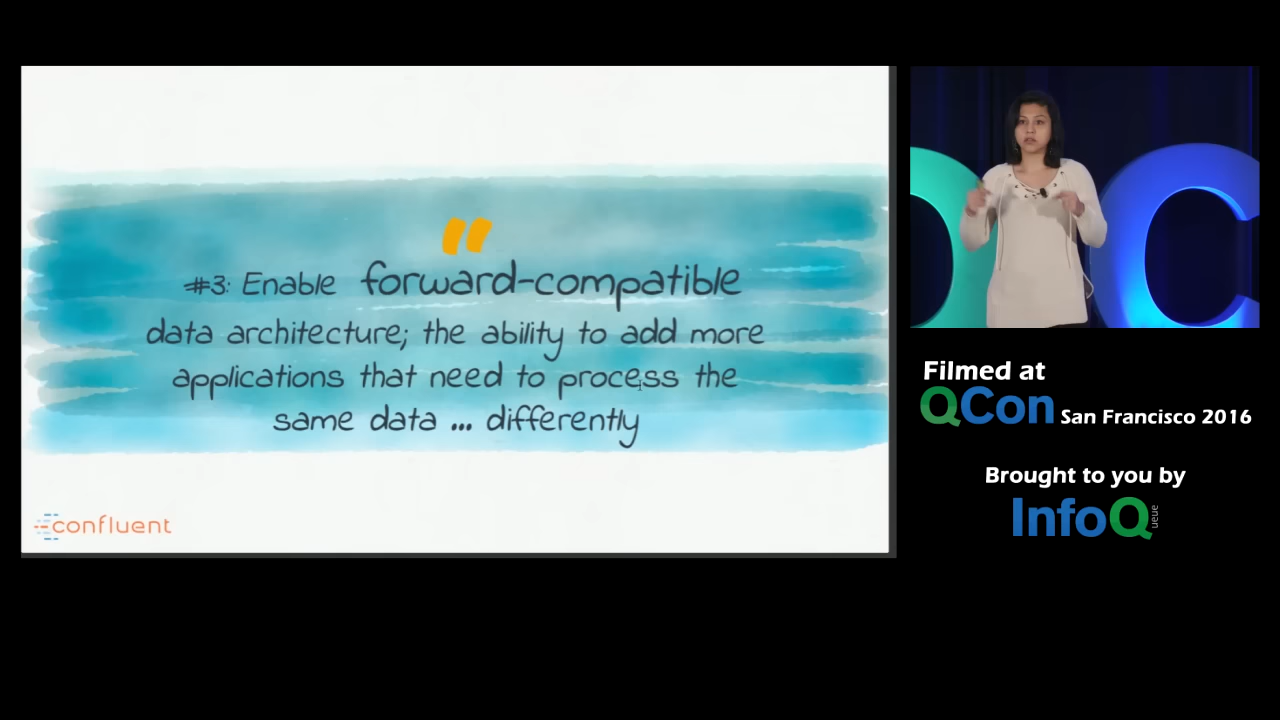 “
#3: Enable forward-compatible
data architecture; the ability to add more
applications that need to process the
same data ... differently
confluent
Filmed at
QCon San Francisco 2016
Brought to you by
InfoQueue